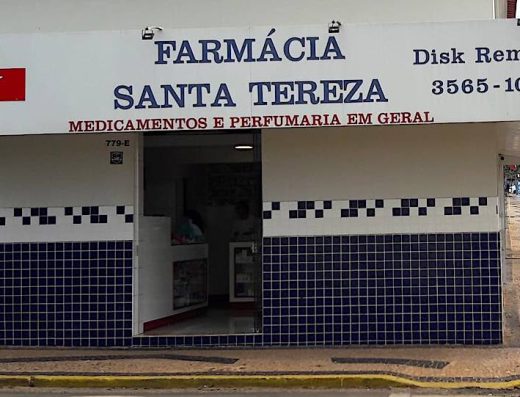 FARMÁCIA
SANTA TEREZA
MEDICAMENTOS E PERFUMARIA EM GERAL
Disk Rem
3565-10
779-E